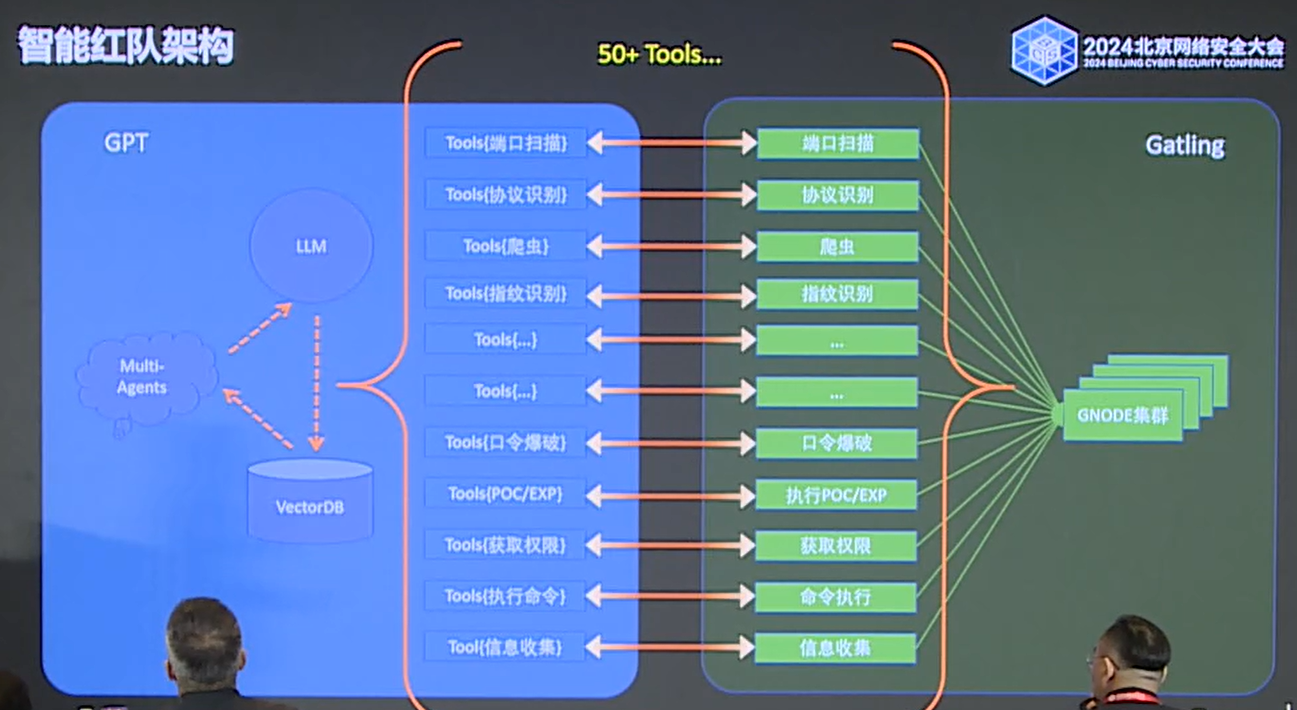 智能红队架构
50+ Tools...
2024北京网络安全大会
2024 BEIJING CYBER SECURITY CONFERENCE
GPT
Gatling
LLM
Multi-
Agents
VectorDB
Tools{端口扫描}
端口扫描
Tools{协议识别}
协议识别
Tools{爬虫}
爬虫
Tools{指纹识别}
指纹识别
Tools{...}
...
Tools{...}
...
Tools{口令爆破}
口令爆破
Tools{POC/EXP}
执行POC/EXP
Tools{获取权限}
获取权限
Tools{执行命令}
命令执行
Tool{信息收集}
信息收集
GNODE集群